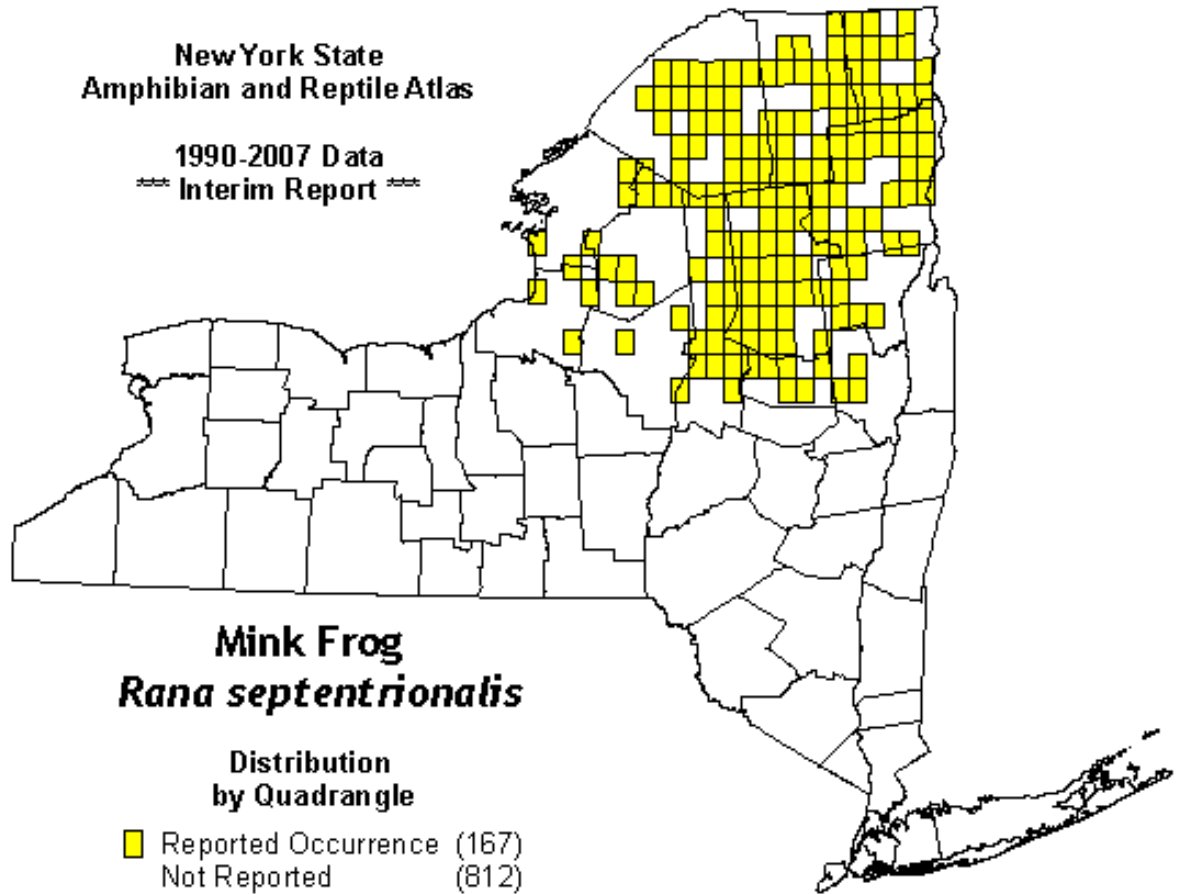 New York State
Amphibian and Reptile Atlas
1990-2007 Data
*** Interim Report ***
Mink Frog
Rana septentrionalis
Distribution
by Quadrangle
Reported Occurrence (167)
Not Reported (812)